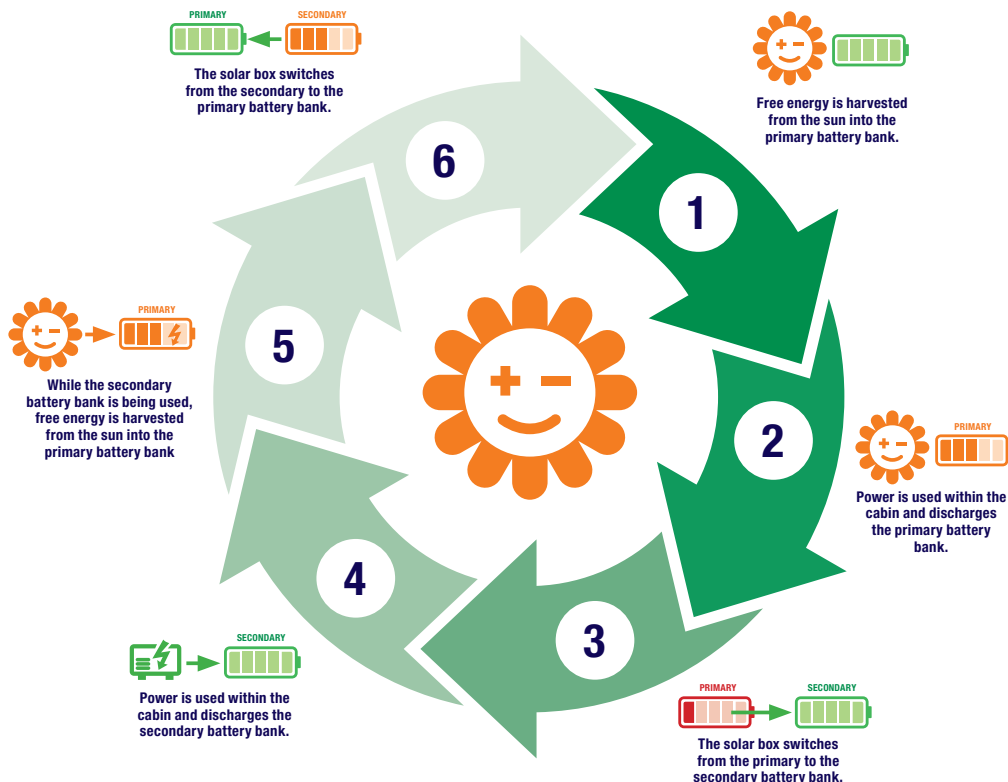 1
Free energy is harvested
from the sun into the
primary battery bank.
2
PRIMARY
Power is used within the
cabin and discharges
the primary battery
bank.
3
PRIMARY
SECONDARY
The solar box switches
from the primary to the
secondary battery bank.
4
SECONDARY
Power is used within the
cabin and discharges the
secondary battery bank.
5
PRIMARY
While the secondary
battery bank is being used,
free energy is harvested
from the sun into the
primary battery bank
6
PRIMARY
SECONDARY
The solar box switches
from the secondary to the
primary battery bank.